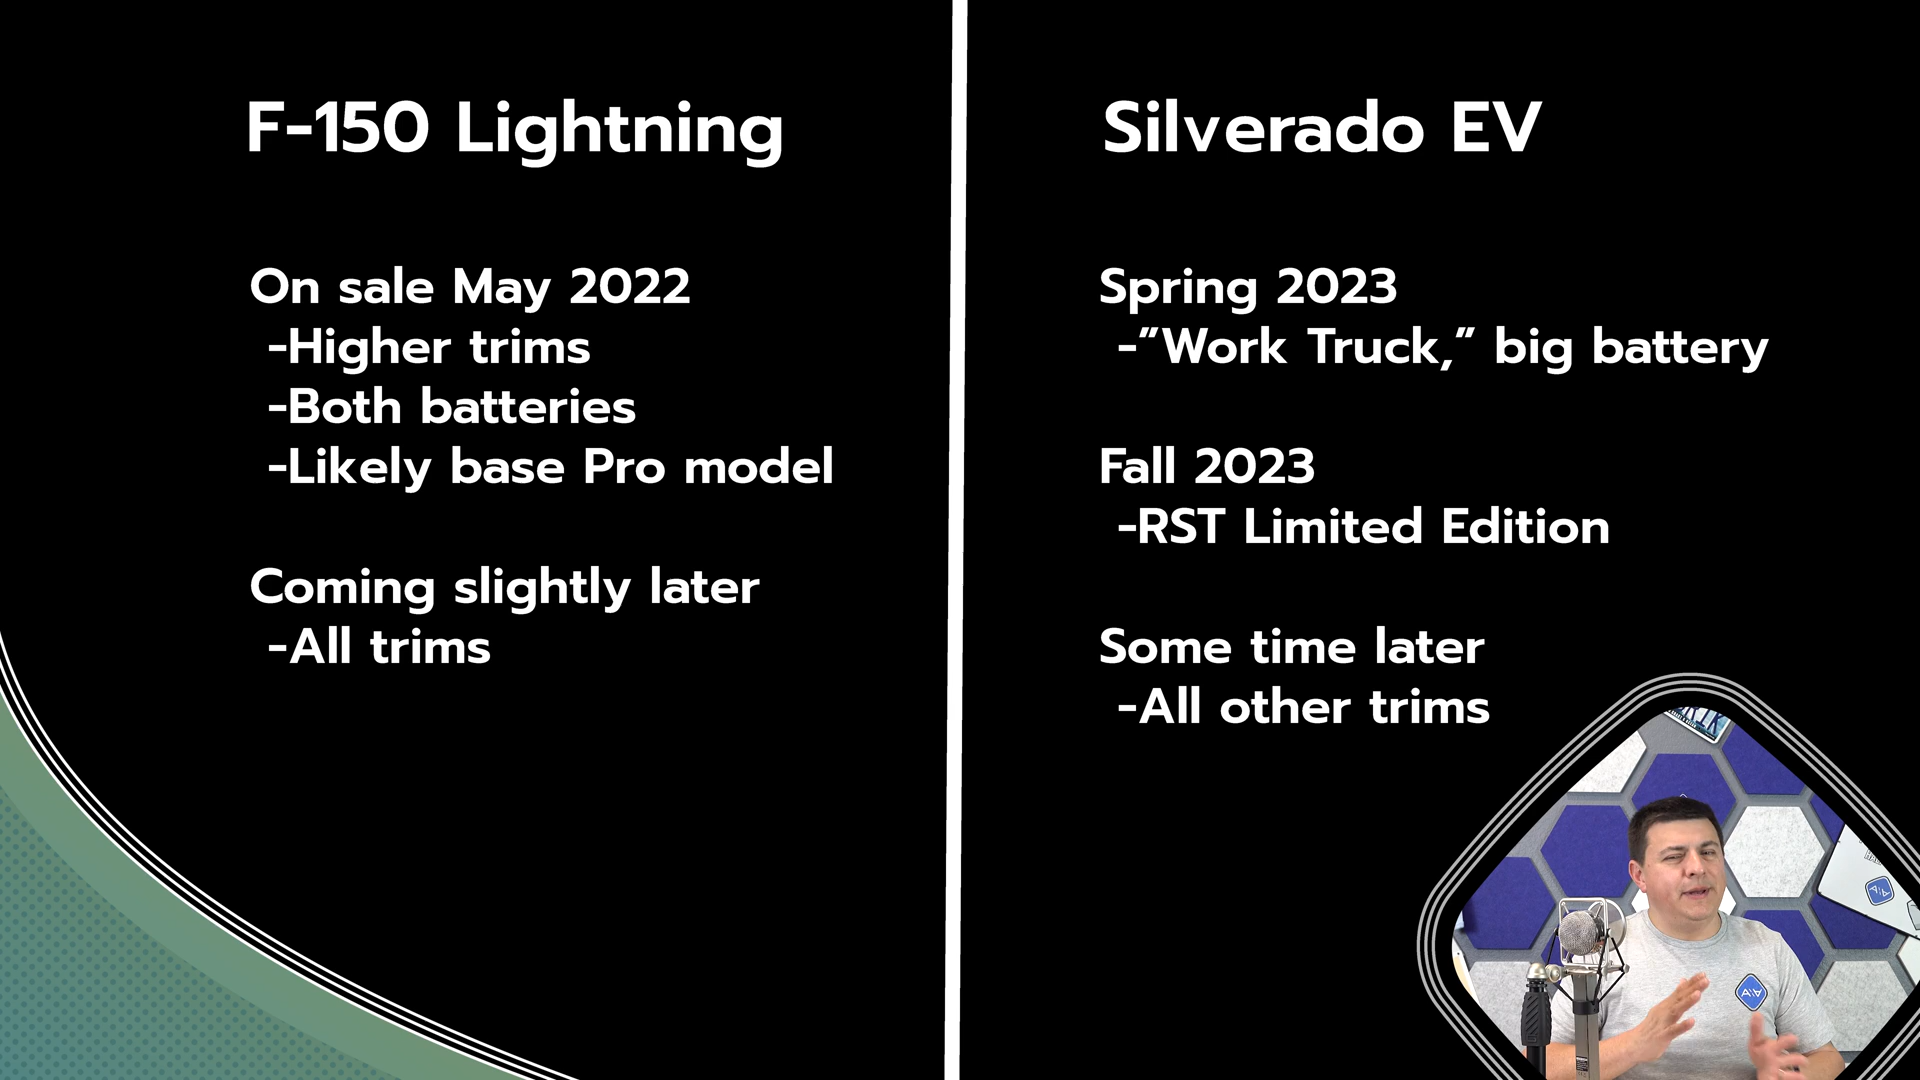 F-150 Lightning
On sale May 2022
-Higher trims
-Both batteries
-Likely base Pro model
Coming slightly later
-All trims
Silverado EV
Spring 2023
-”Work Truck,” big battery
Fall 2023
-RST Limited Edition
Some time later
-All other trims